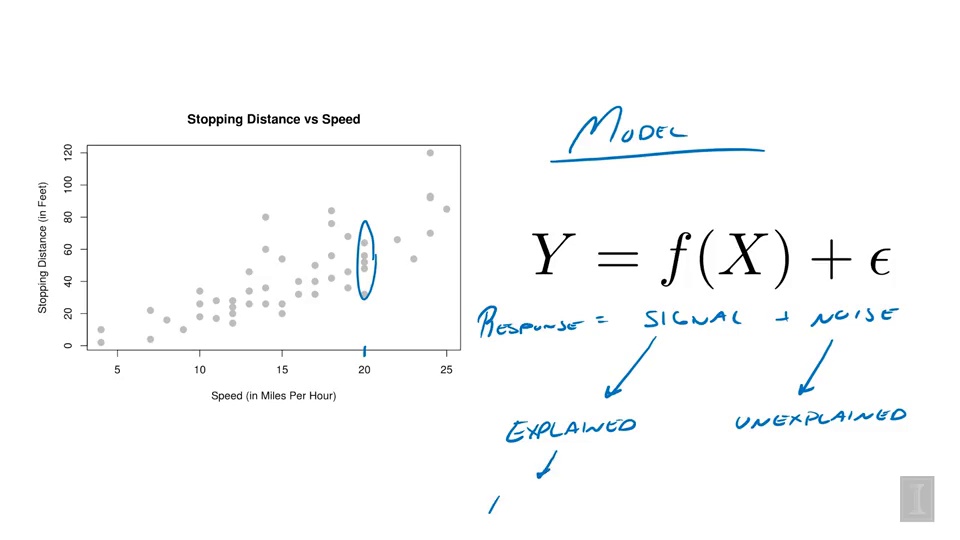 Stopping Distance vs Speed
Stopping Distance (in Feet)
120
100
80
60
40
20
0
5 10 15 20 25
Speed (in Miles Per Hour)
MODEL
Y = f(X) + ϵ
RESPONSE = SIGNAL + NOISE
EXPLAINED UNEXPLAINED
I